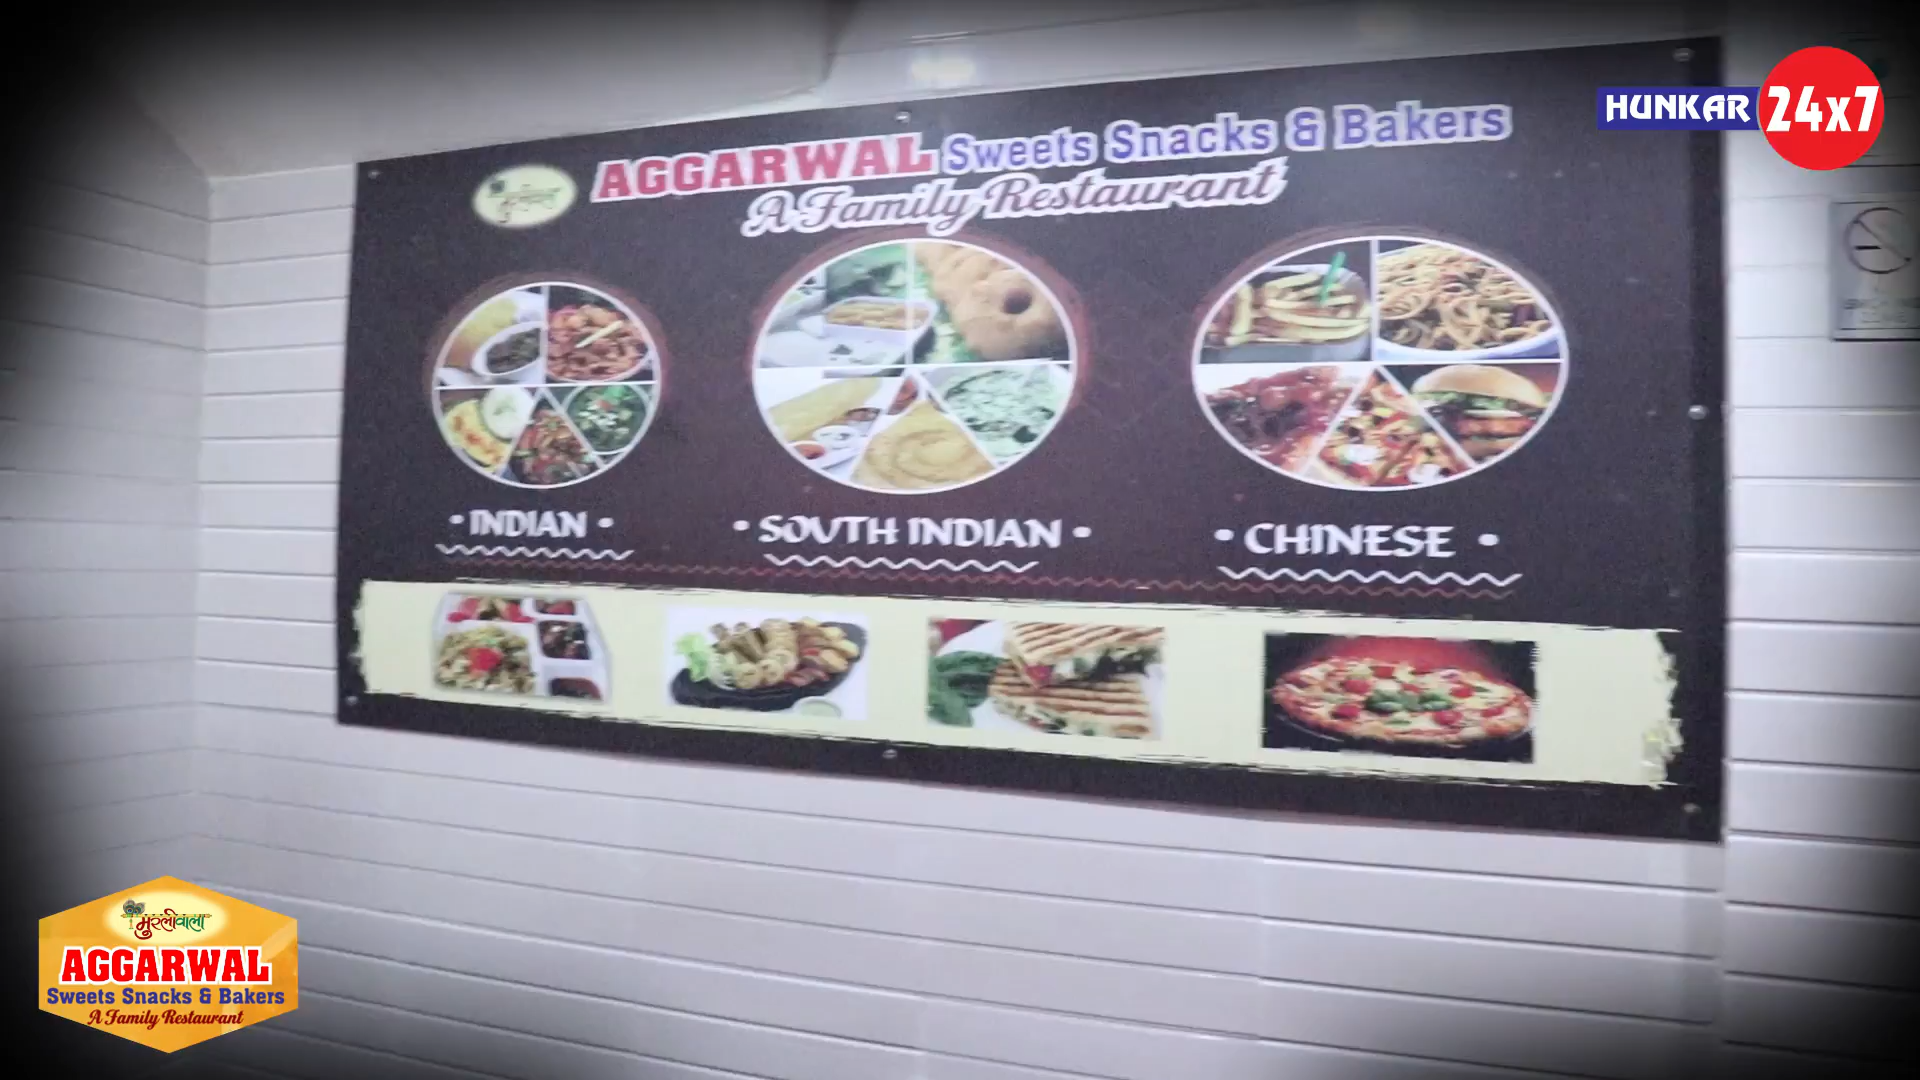 HUNKAR 24x7
AGGARWAL Sweets Snacks & Bakers
A Family Restaurant
• INDIAN •
• SOUTH INDIAN •
• CHINESE •
मुरलीवाला
AGGARWAL
Sweets Snacks & Bakers
A Family Restaurant